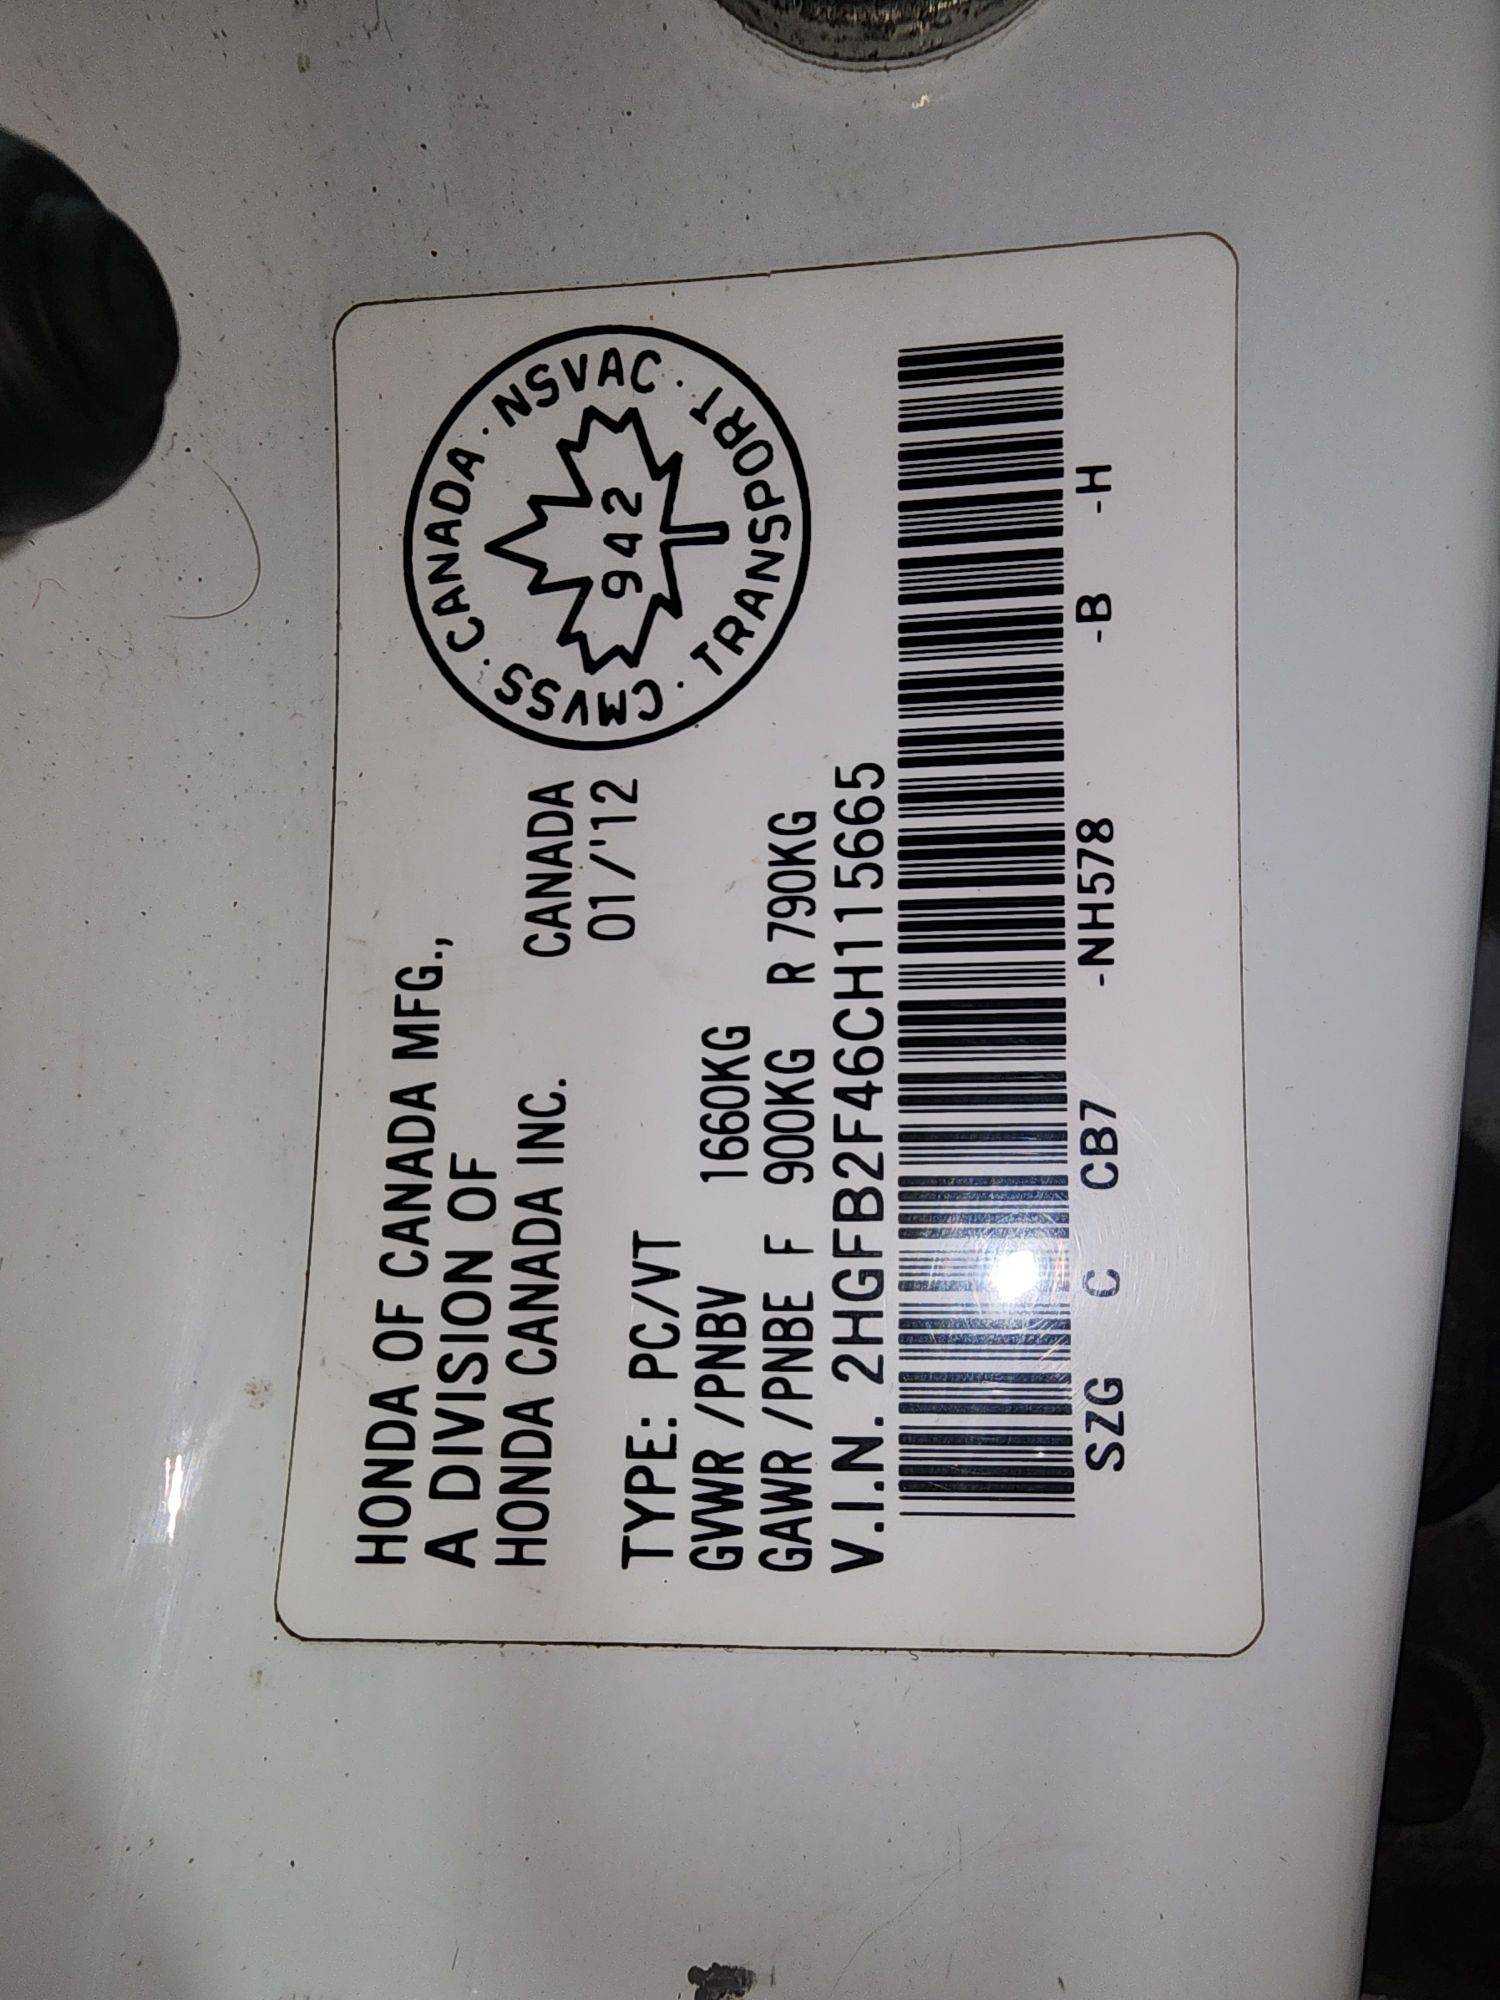 HONDA OF CANADA MFG.,
A DIVISION OF
HONDA CANADA INC.
CANADA
01/'12
CMVSS · CANADA · NSVAC · TRANSPORT ·
942
TYPE: PC/VT
GVWR /PNBV 1660KG
GAWR /PNBE F 900KG R 790KG
V.I.N. 2HGFB2F46CH115665
SZG C CB7 -NH578 -B -H